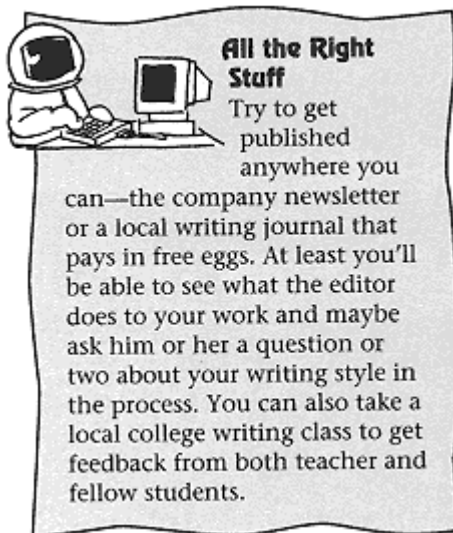 All the Right
Stuff
Try to get
published
anywhere you
can—the company newsletter
or a local writing journal that
pays in free eggs. At least you'll
be able to see what the editor
does to your work and maybe
ask him or her a question or
two about your writing style in
the process. You can also take a
local college writing class to get
feedback from both teacher and
fellow students.